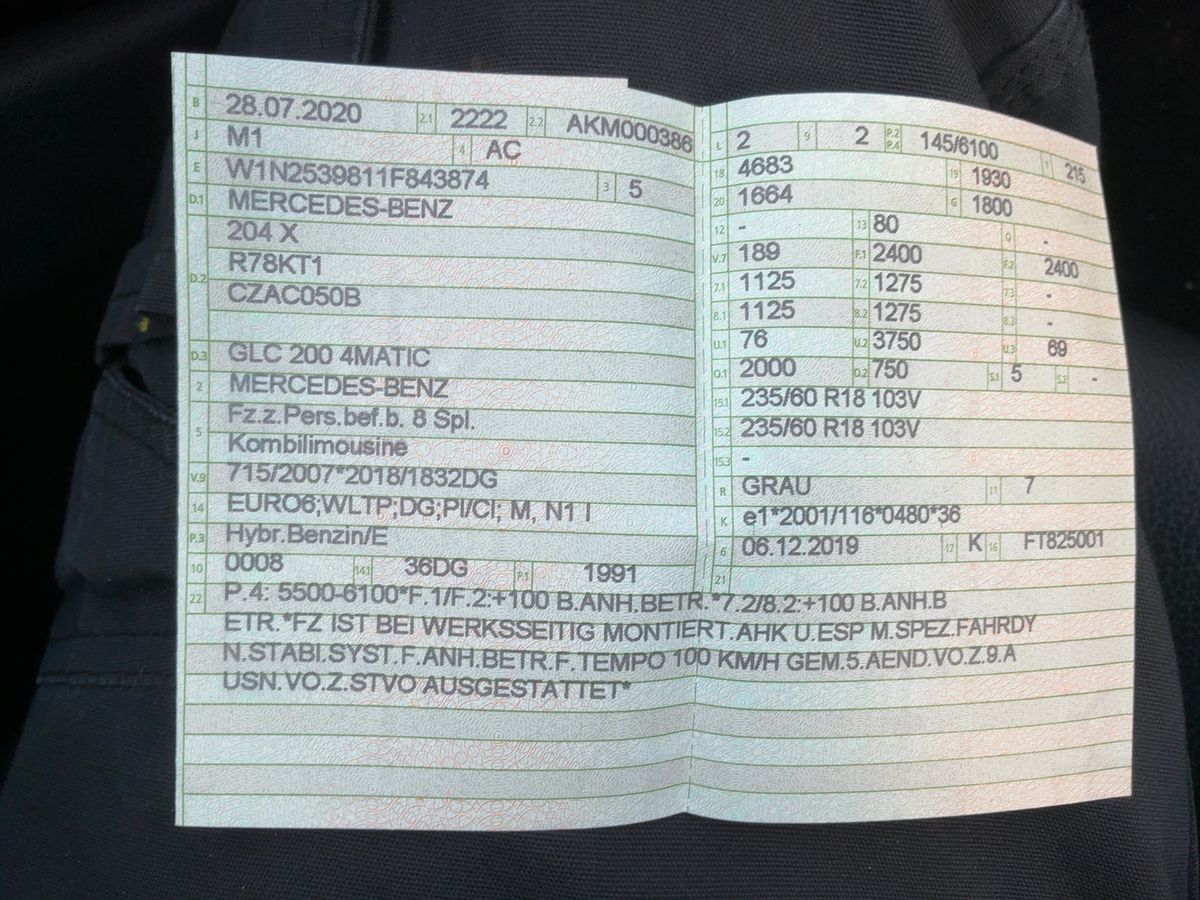 B 28.07.2020 2.1 2222 2.2 AKM000386
J M1 4 AC
E W1N2539811F843874 3 5
D.1 MERCEDES-BENZ
204 X
D.2 R78KT1
CZAC050B
D.3 GLC 200 4MATIC
2 MERCEDES-BENZ
5 Fz.z.Pers.bef.b. 8 Spl.
Kombilimousine
V.9 715/2007*2018/1832DG
14 EURO6;WLTP;DG;PI/CI; M, N1 I
P.3 Hybr.Benzin/E
10 0008 14.1 36DG P.1 1991
L 2 9 2 P.2 P.4 145/6100 T 215
18 4683 19 1930
20 1664 G 1800
12 - 13 80 Q -
V.7 189 F.1 2400 F.2 2400
7.1 1125 7.2 1275 7.3 -
8.1 1125 8.2 1275 8.3 -
U.1 76 U.2 3750 U.3 69
O.1 2000 O.2 750 S.1 5 S.2 -
15.1 235/60 R18 103V
15.2 235/60 R18 103V
15.3 -
R GRAU 11 7
K e1*2001/116*0480*36
6 06.12.2019 17 K 16 FT825001
21
22 P.4: 5500-6100*F.1/F.2:+100 B.ANH.BETR.*7.2/8.2:+100 B.ANH.B
ETR.*FZ IST BEI WERKSSEITIG MONTIERT.AHK U.ESP M.SPEZ.FAHRDY
N.STABI.SYST.F.ANH.BETR.F.TEMPO 100 KM/H GEM.5.AEND.VO.Z.9.A
USN.VO.Z.STVO AUSGESTATTET*